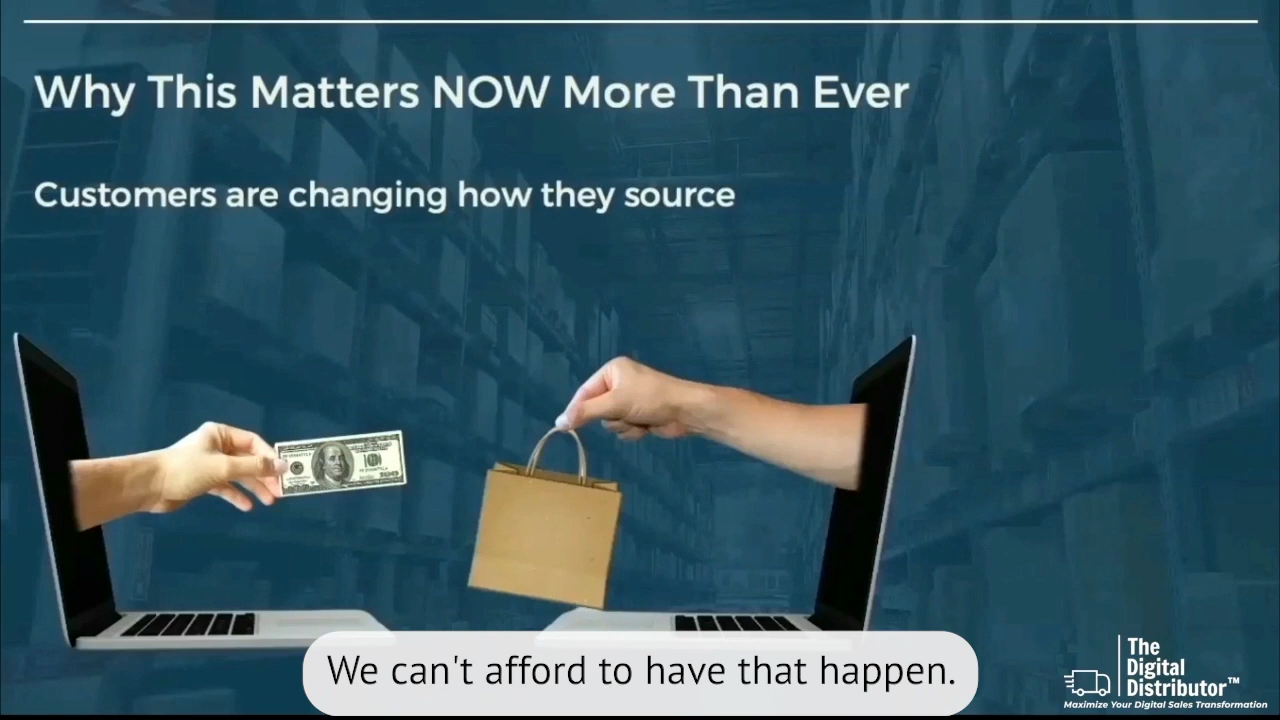 Why This Matters NOW More Than Ever
Customers are changing how they source
We can't afford to have that happen.
The
Digital
Distributor™
Maximize Your Digital Sales Transformation